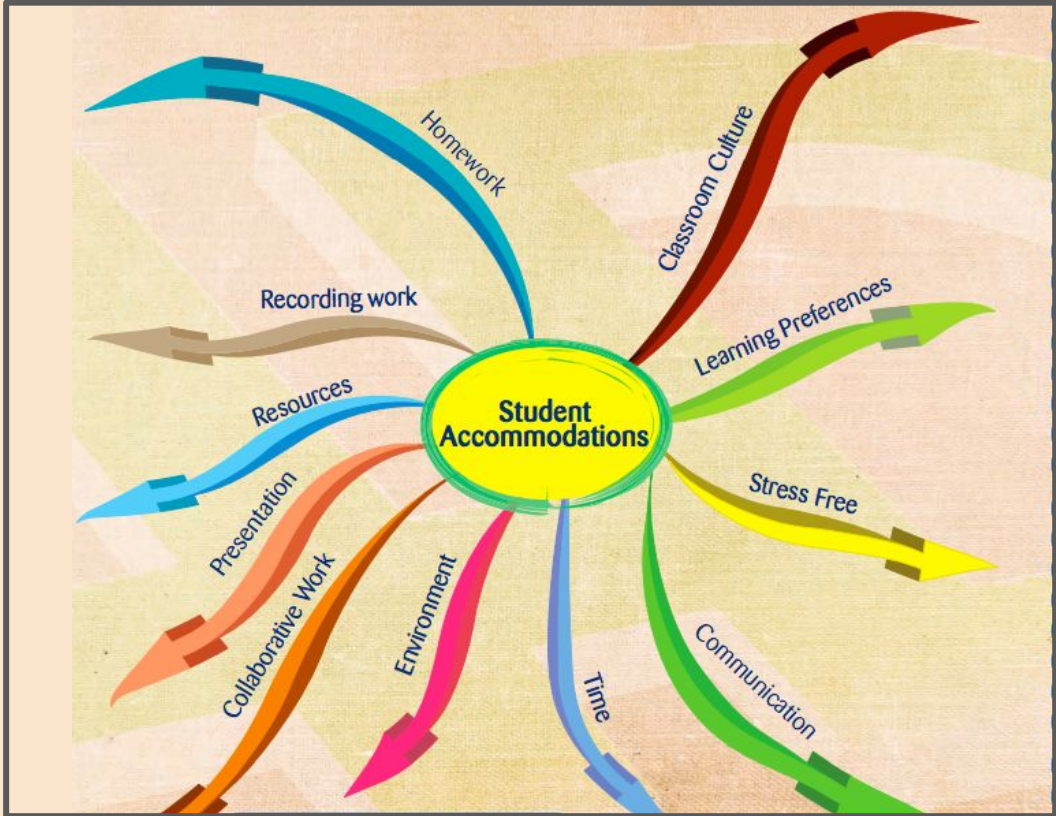 Homework
Classroom Culture
Recording work
Learning Preferences
Resources
Student
Accommodations
Stress Free
Presentation
Collaborative Work
Environment
Time
Communication